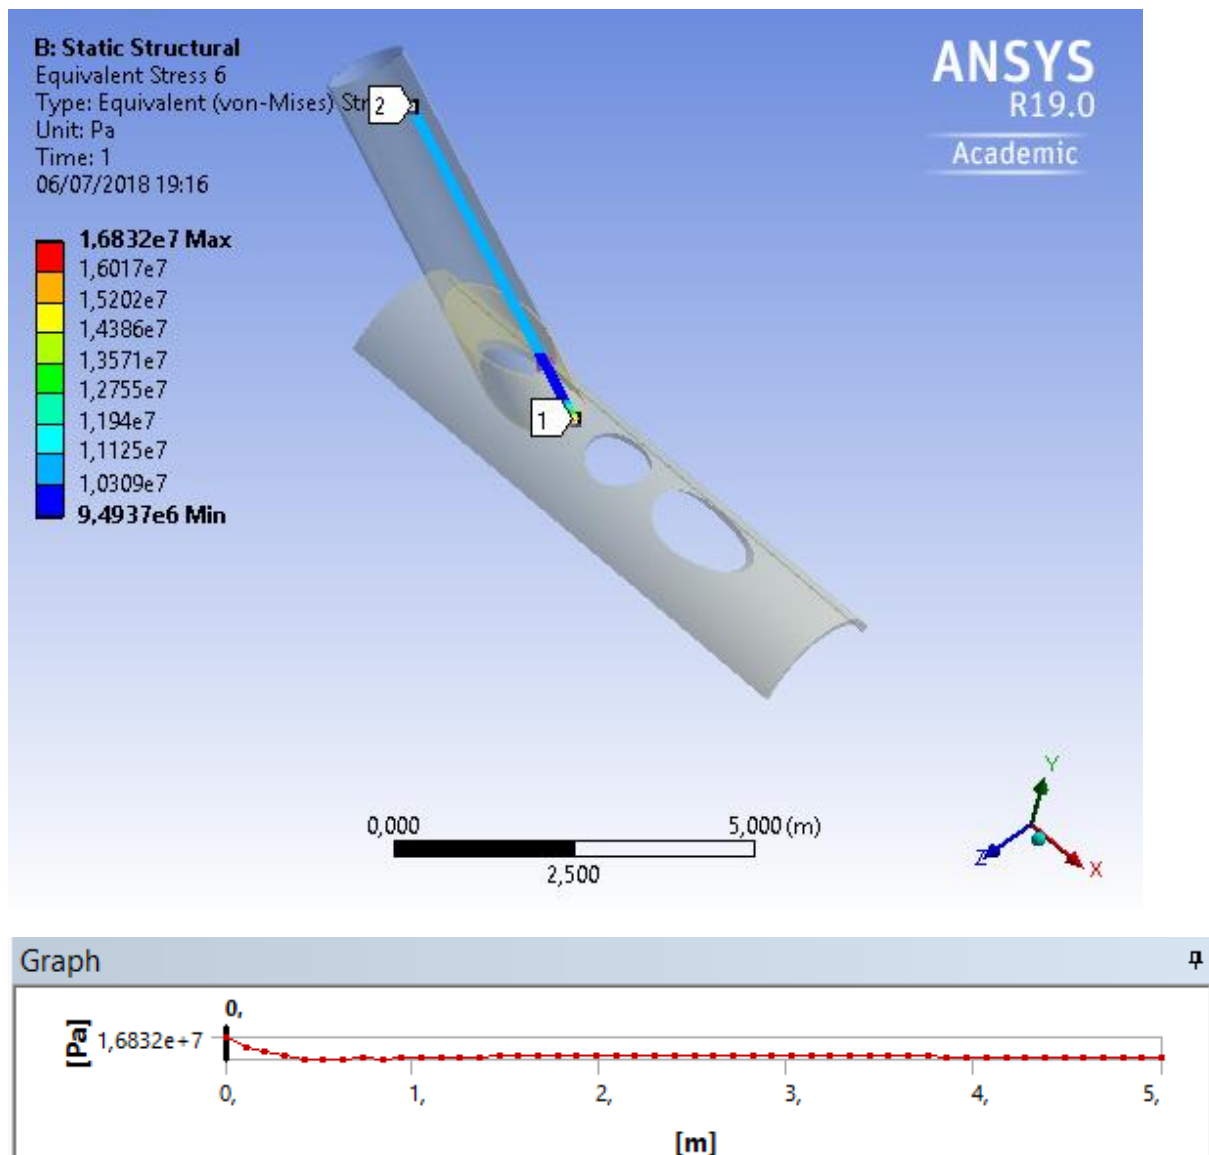 B: Static Structural
Equivalent Stress 6
Type: Equivalent (von-Mises) Str
Unit: Pa
Time: 1
06/07/2018 19:16
ANSYS
R19.0
Academic
1,6832e7 Max
1,6017e7
1,5202e7
1,4386e7
1,3571e7
1,2755e7
1,194e7
1,1125e7
1,0309e7
9,4937e6 Min
2
1
0,000
5,000 (m)
2,500
Y
Z
X
Graph
0,
[Pa]
1,6832e+7
0, 1, 2, 3, 4, 5,
[m]